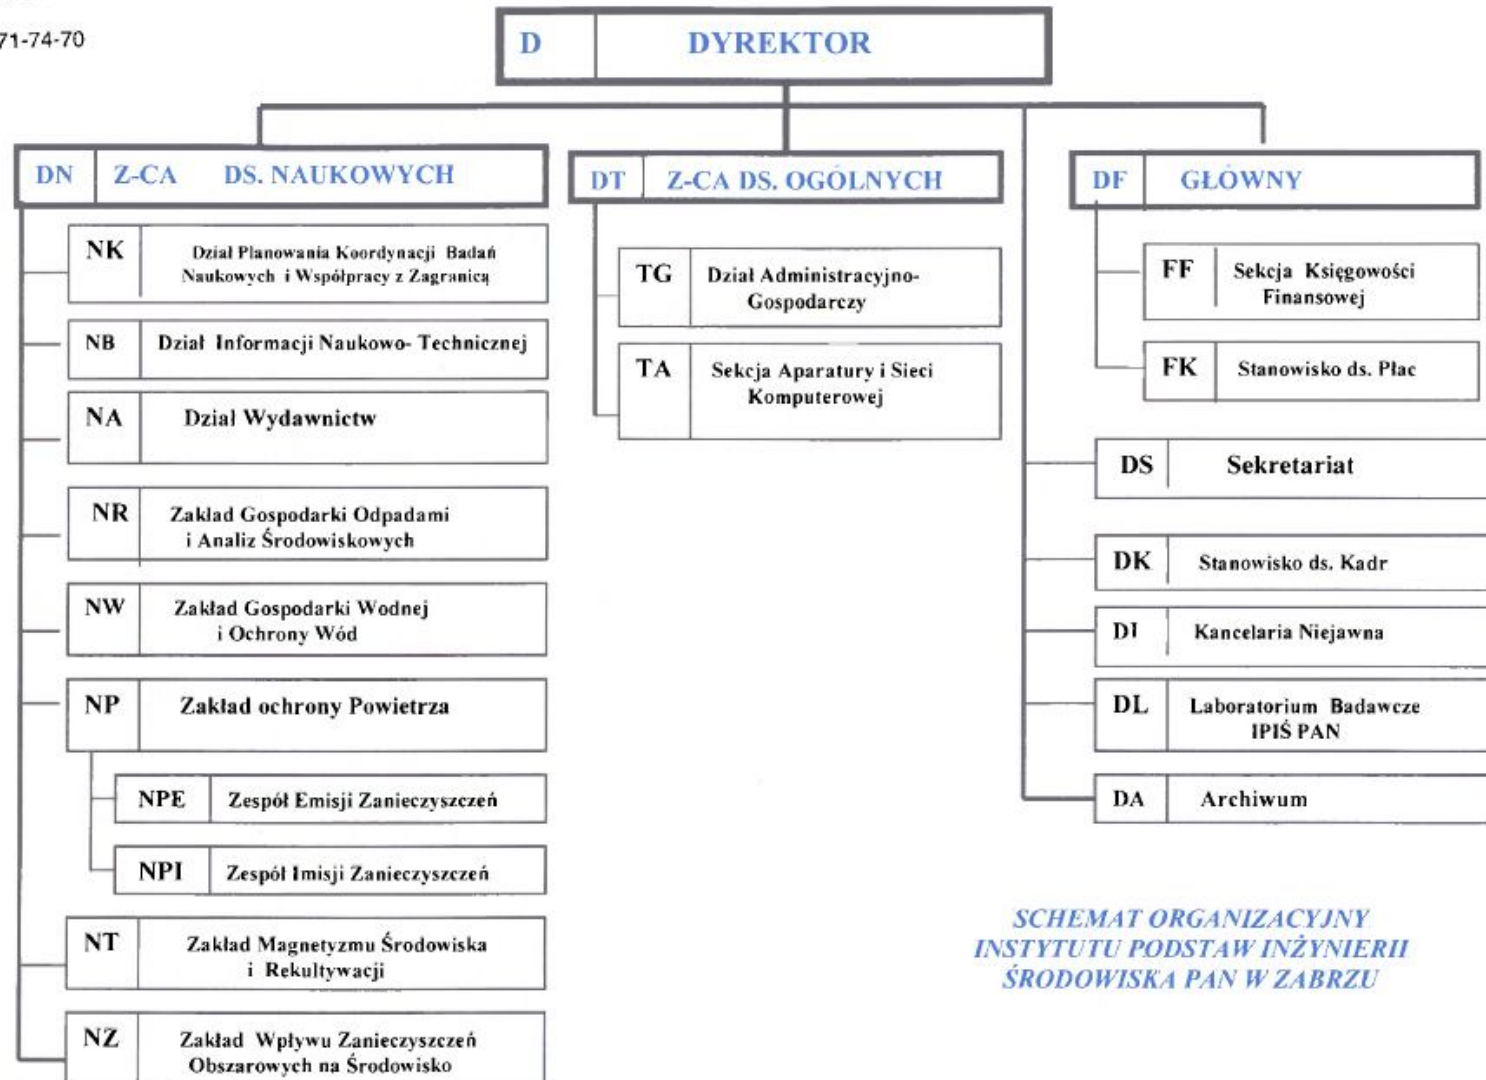 71-74-70
D DYREKTOR
DN Z-CA DS. NAUKOWYCH
NK Dział Planowania Koordynacji Badań
Naukowych i Współpracy z Zagranicą
NB Dział Informacji Naukowo- Technicznej
NA Dział Wydawnictw
NR Zakład Gospodarki Odpadami
i Analiz Środowiskowych
NW Zakład Gospodarki Wodnej
i Ochrony Wód
NP Zakład ochrony Powietrza
NPE Zespół Emisji Zanieczyszczeń
NPI Zespół Imisji Zanieczyszczeń
NT Zakład Magnetyzmu Środowiska
i Rekultywacji
NZ Zakład Wpływu Zanieczyszczeń
Obszarowych na Środowisko
DT Z-CA DS. OGÓLNYCH
TG Dział Administracyjno-
Gospodarczy
TA Sekcja Aparatury i Sieci
Komputerowej
DF GŁÓWNY
FF Sekcja Księgowości
Finansowej
FK Stanowisko ds. Płac
DS Sekretariat
DK Stanowisko ds. Kadr
DI Kancelaria Niejawna
DL Laboratorium Badawcze
IPIŚ PAN
DA Archiwum
SCHEMAT ORGANIZACYJNY
INSTYTUTU PODSTAW INŻYNIERII
ŚRODOWISKA PAN W ZABRZU